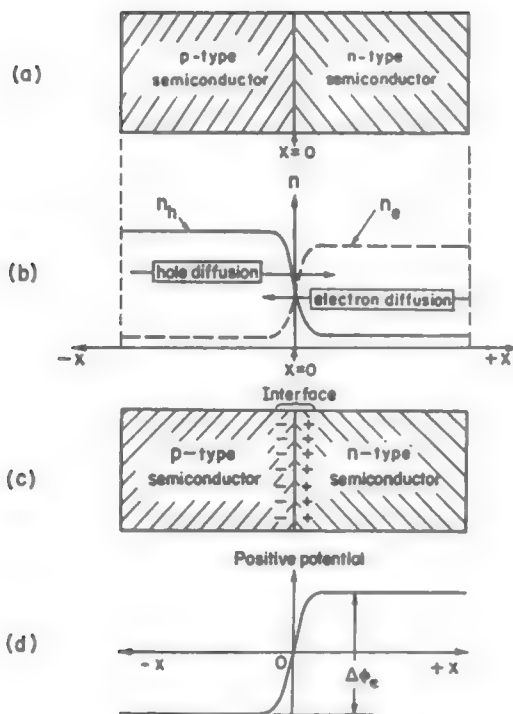 (a)
p-type
semiconductor
n-type
semiconductor
X=0
n
n_h
n_e
(b)
hole diffusion
electron diffusion
-X
X=0
+X
Interface
(c)
p-type
semiconductor
n-type
semiconductor
Positive potential
(d)
-X
0
+X
Δϕ_e